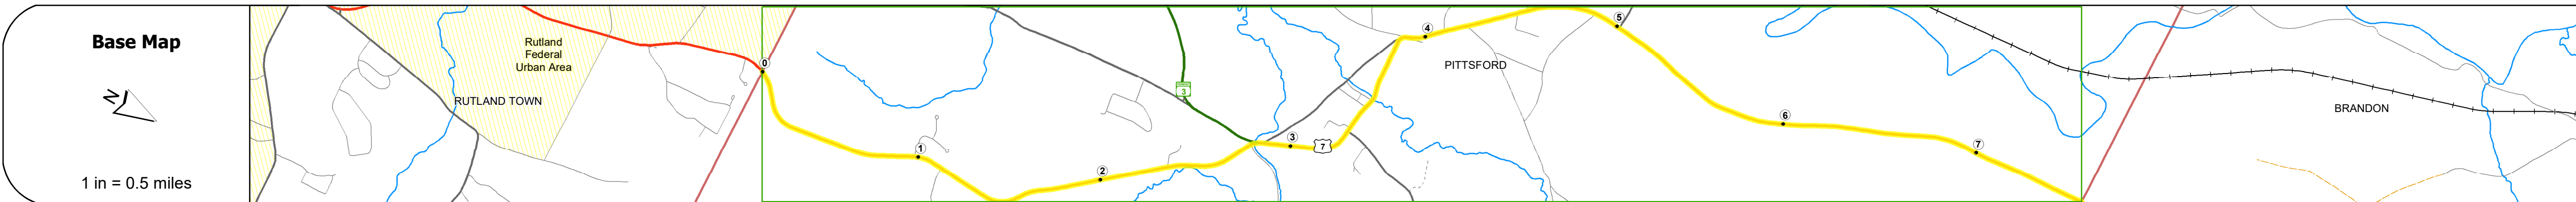 Base Map
N
1 in = 0.5 miles
Rutland
Federal
Urban Area
RUTLAND TOWN
0
1
2
3
3
7
4
PITTSFORD
5
6
7
BRANDON